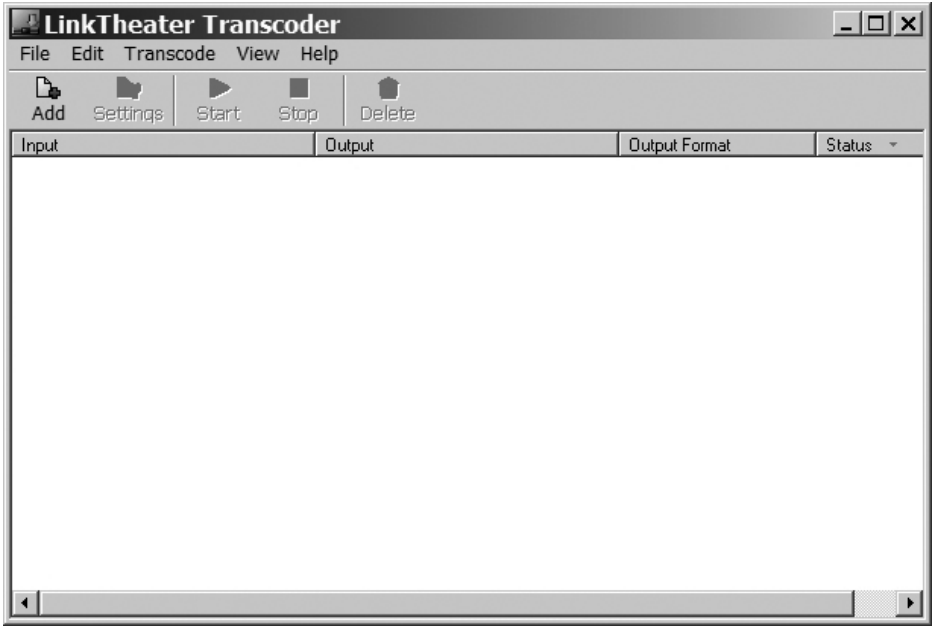 LinkTheater Transcoder
File Edit Transcode View Help
Add Settings Start Stop Delete
Input Output Output Format Status